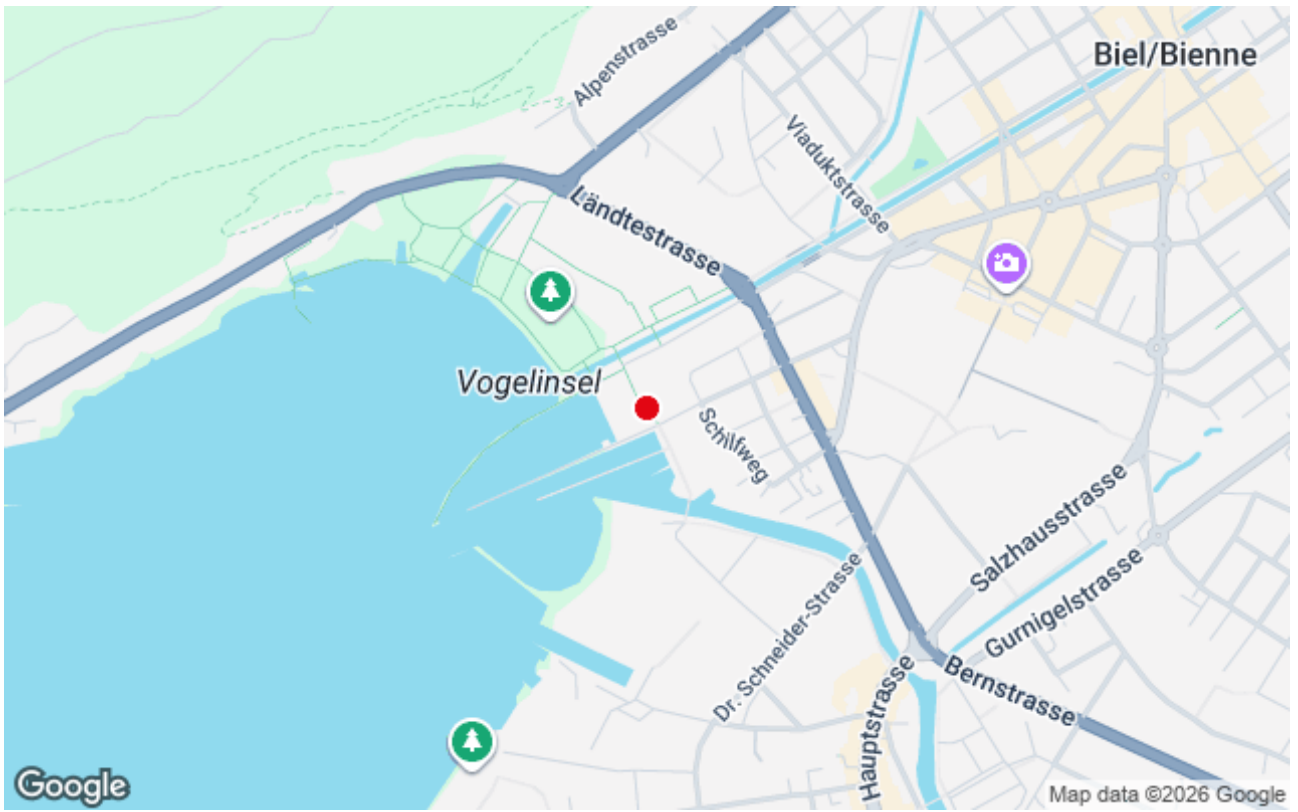 Biel/Bienne
Alpenstrasse
Viaduktstrasse
Ländtestrasse
Vogelinsel
Schilfweg
Salzhausstrasse
Gurnigelstrasse
Dr. Schneider-Strasse
Bernstrasse
Hauptstrasse
Google
Map data ©2026 Google